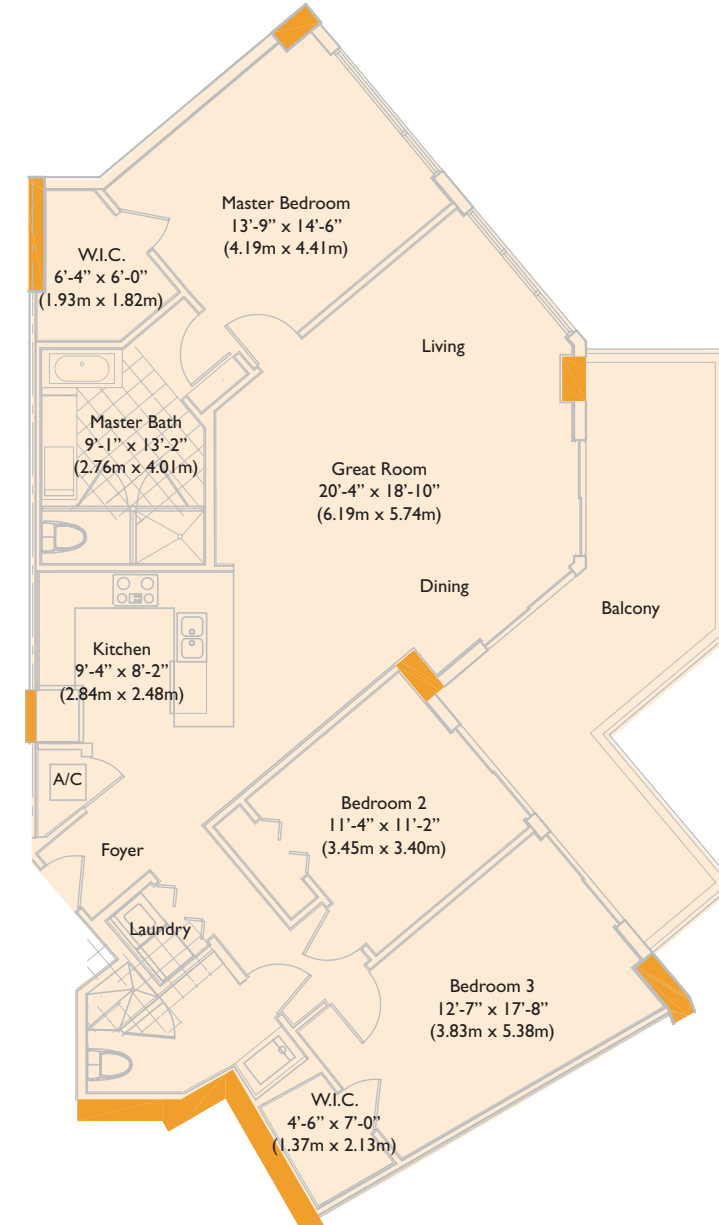 Master Bedroom
13’-9” x 14’-6”
(4.19m x 4.41m)
W.I.C.
6’-4” x 6’-0”
(1.93m x 1.82m)
Living
Master Bath
9’-1” x 13’-2”
(2.76m x 4.01m)
Great Room
20’-4” x 18’-10”
(6.19m x 5.74m)
Dining
Balcony
Kitchen
9’-4” x 8’-2”
(2.84m x 2.48m)
A/C
Bedroom 2
11’-4” x 11’-2”
(3.45m x 3.40m)
Foyer
Laundry
Bedroom 3
12’-7” x 17’-8”
(3.83m x 5.38m)
W.I.C.
4’-6” x 7’-0”
(1.37m x 2.13m)